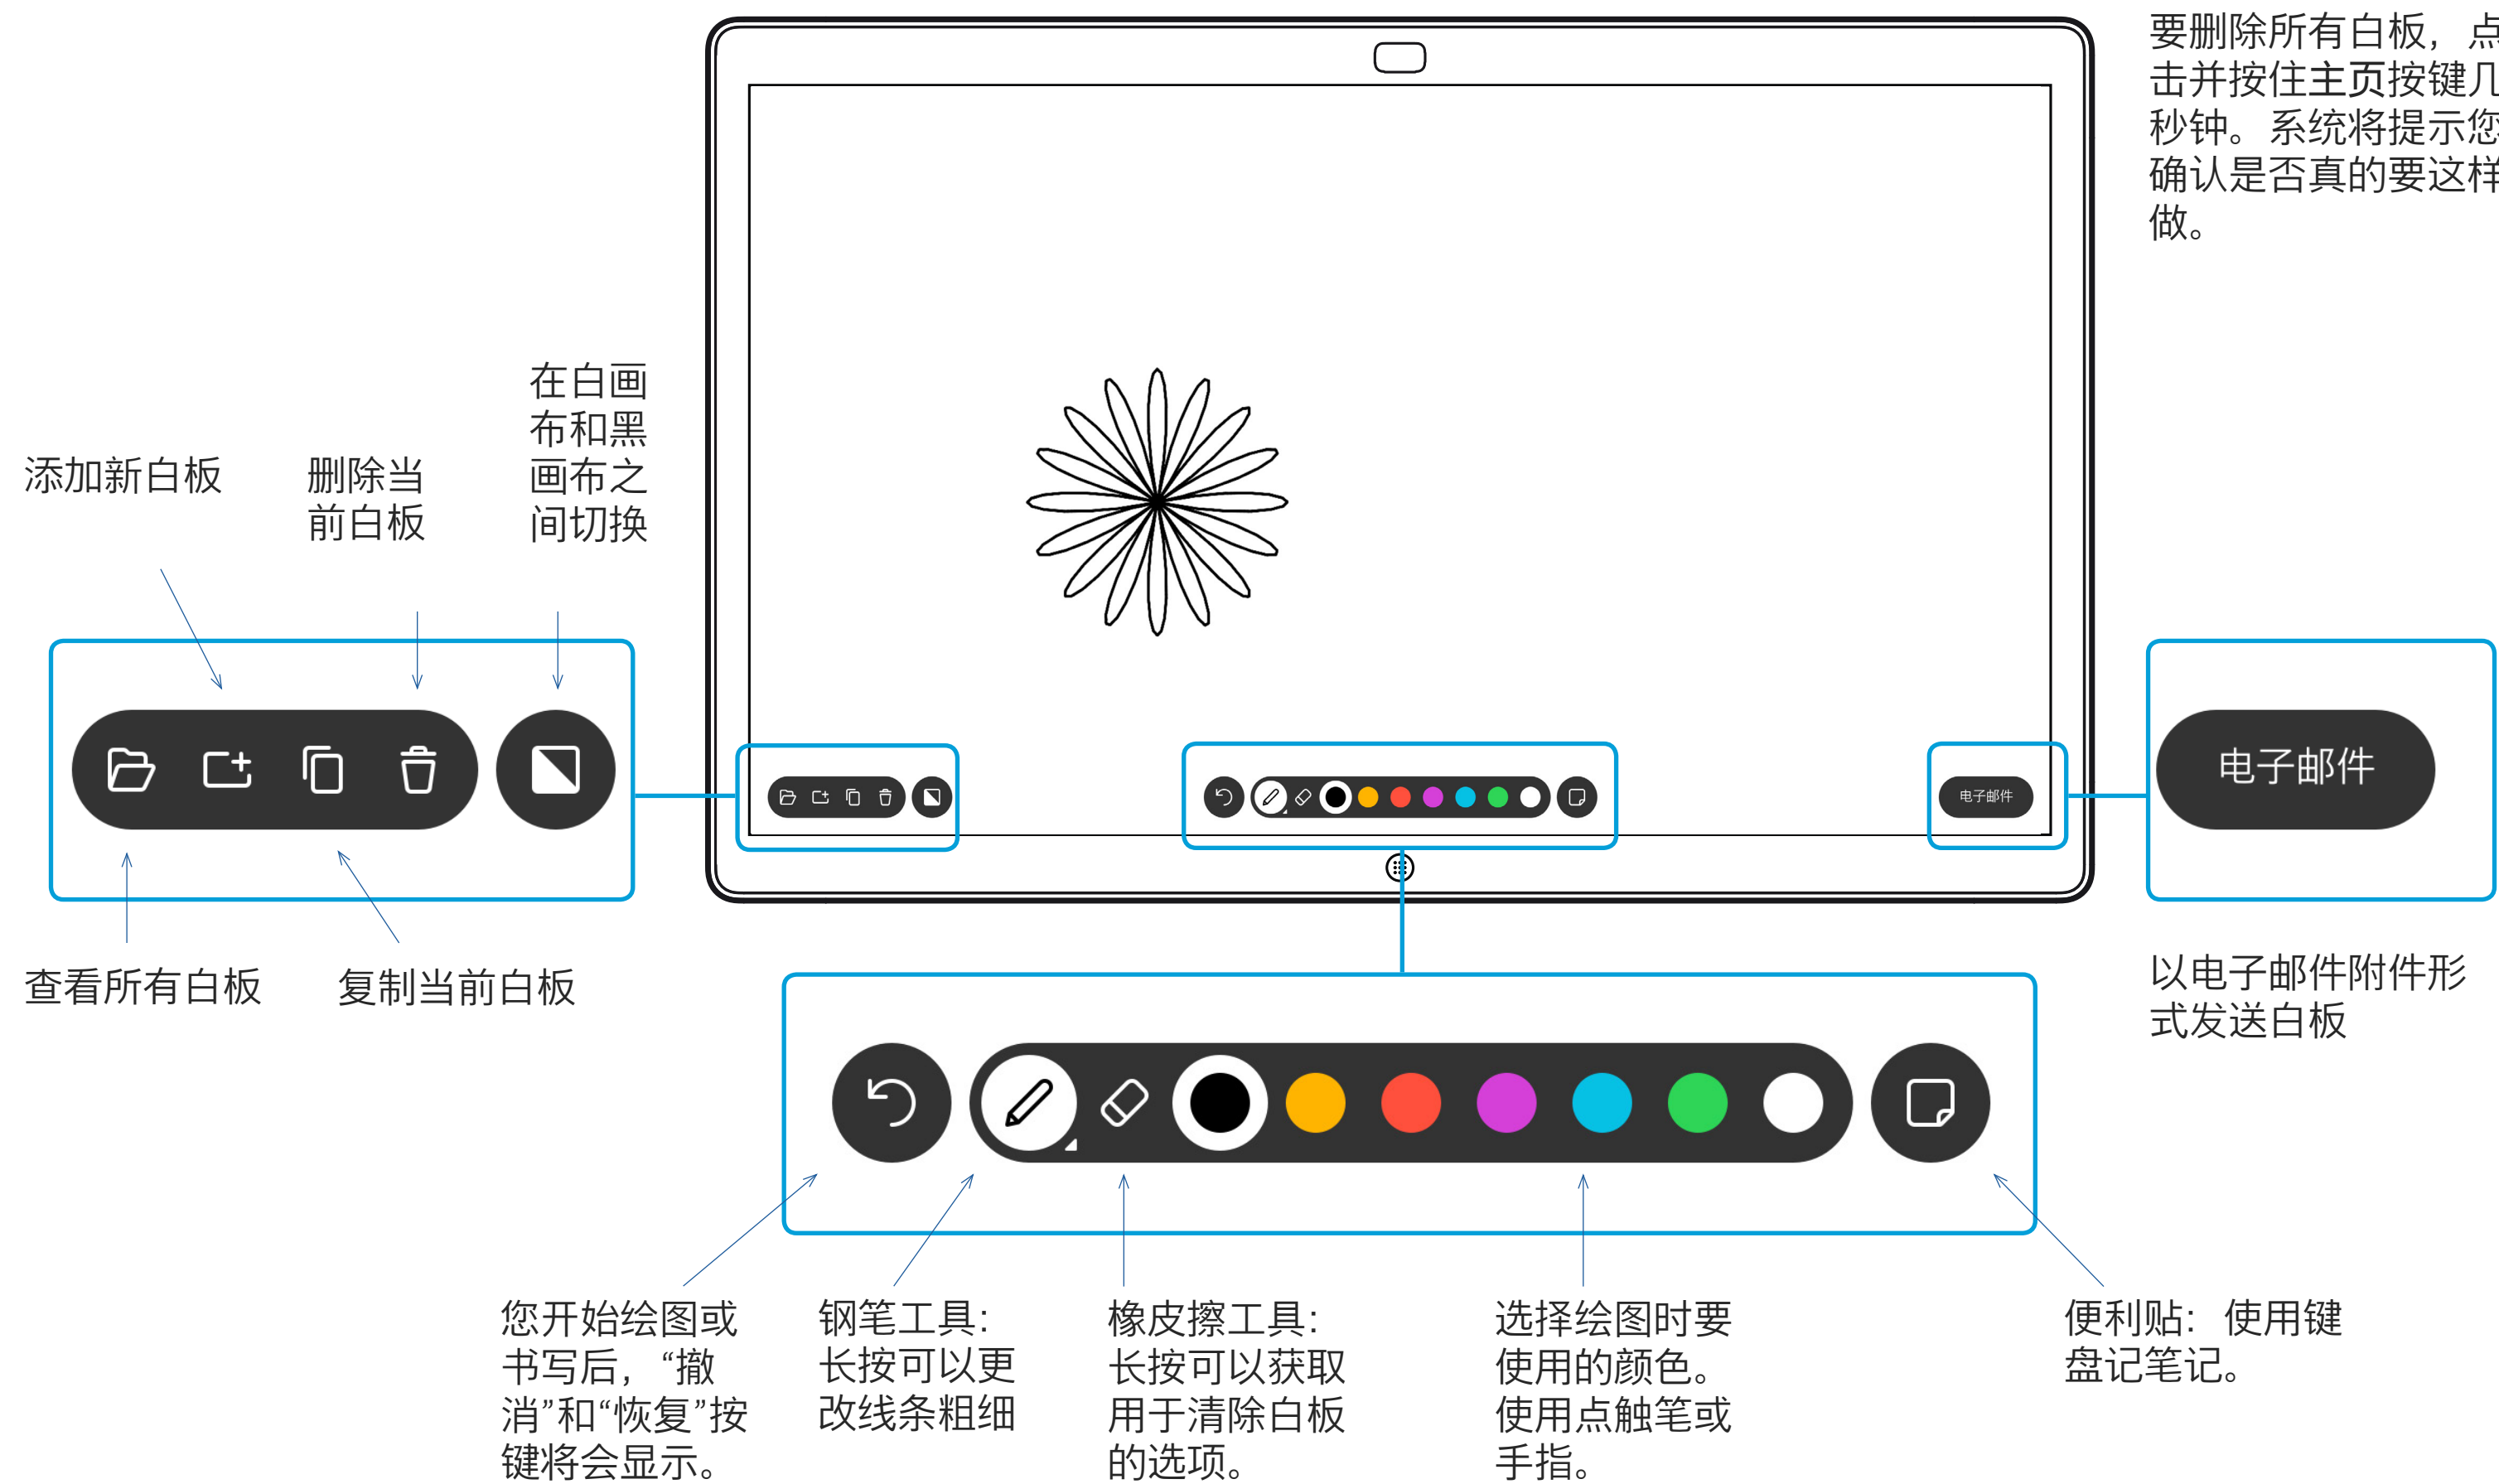 要删除所有白板，点
击并按住主页按键几
秒钟。系统将提示您
确认是否真的要这样
做。
在白画
布和黑
画布之
间切换
添加新白板
删除当
前白板
电子邮件
电子邮件
查看所有白板
复制当前白板
以电子邮件附件形
式发送白板
您开始绘图或
书写后，“撤
消”和“恢复”按
键将会显示。
钢笔工具：
长按可以更
改线条粗细
橡皮擦工具：
长按可以获取
用于清除白板
的选项。
选择绘图时要
使用的颜色。
使用点触笔或
手指。
便利贴：使用键
盘记笔记。